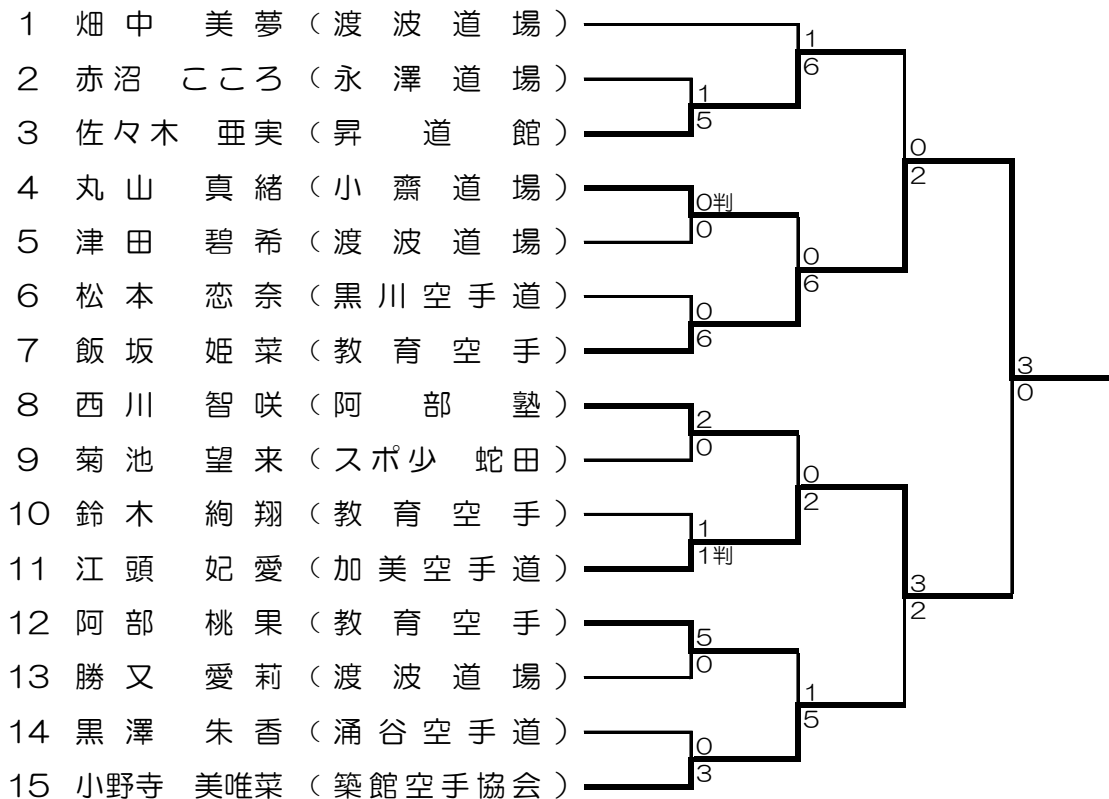 1 畑中 美夢（渡波道場）
2 赤沼 こころ（永澤道場）
3 佐々木 亜実（昇道館）
4 丸山 真緒（小齋道場）
5 津田 碧希（渡波道場）
6 松本 恋奈（黒川空手道）
7 飯坂 姫菜（教育空手）
8 西川 智咲（阿部塾）
9 菊池 望来（スポ少 蛇田）
10 鈴木 絢翔（教育空手）
11 江頭 妃愛（加美空手道）
12 阿部 桃果（教育空手）
13 勝又 愛莉（渡波道場）
14 黒澤 朱香（涌谷空手道）
15 小野寺 美唯菜（築館空手協会）
1
5
0判
0
0
6
2
0
1
1判
5
0
0
3
1
6
0
6
0
2
1
5
0
2
3
2
3
0